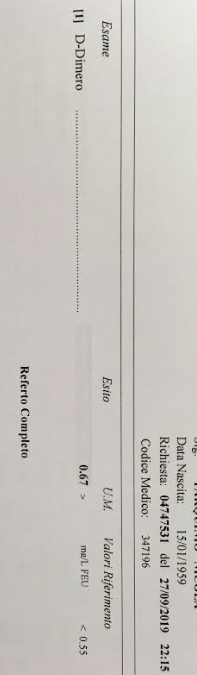 Data Nascita: 15/01/1959
Richiesta: 04747531 del 27/09/2019 22:15
Codice Medico: 347196
Esame Esito U.M. Valori Riferimento
[1] D-Dimero ........................................................ 0.67 > mg/L FEU < 0.55
Referto Completo